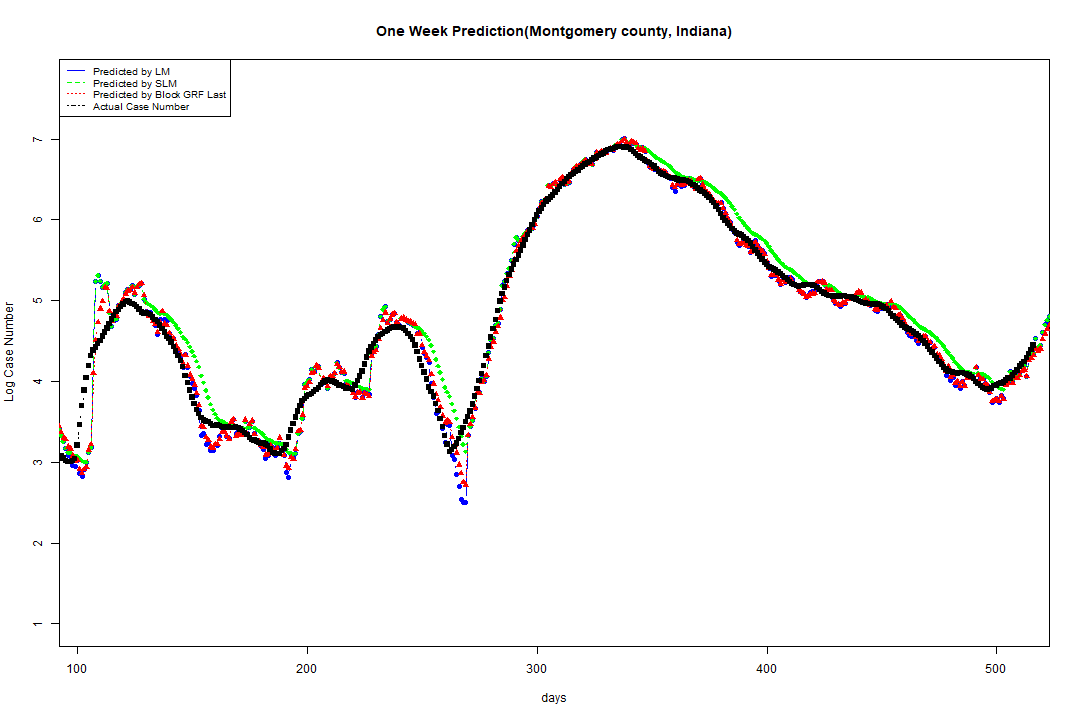 One Week Prediction(Montgomery county, Indiana)
Predicted by LM
Predicted by SLM
Predicted by Block GRF Last
Actual Case Number
Log Case Number
7
6
5
4
3
2
1
100 200 300 400 500
days